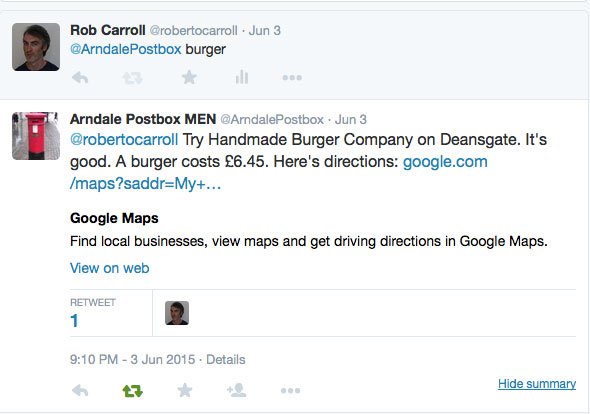 Rob Carroll @robertocarroll · Jun 3
@ArndalePostbox burger
Arndale Postbox MEN @ArndalePostbox · Jun 3
@robertocarroll Try Handmade Burger Company on Deansgate. It's
good. A burger costs £6.45. Here's directions: google.com
/maps?saddr=My+…
Google Maps
Find local businesses, view maps and get driving directions in Google Maps.
View on web
RETWEET
1
9:10 PM - 3 Jun 2015 · Details
Hide summary